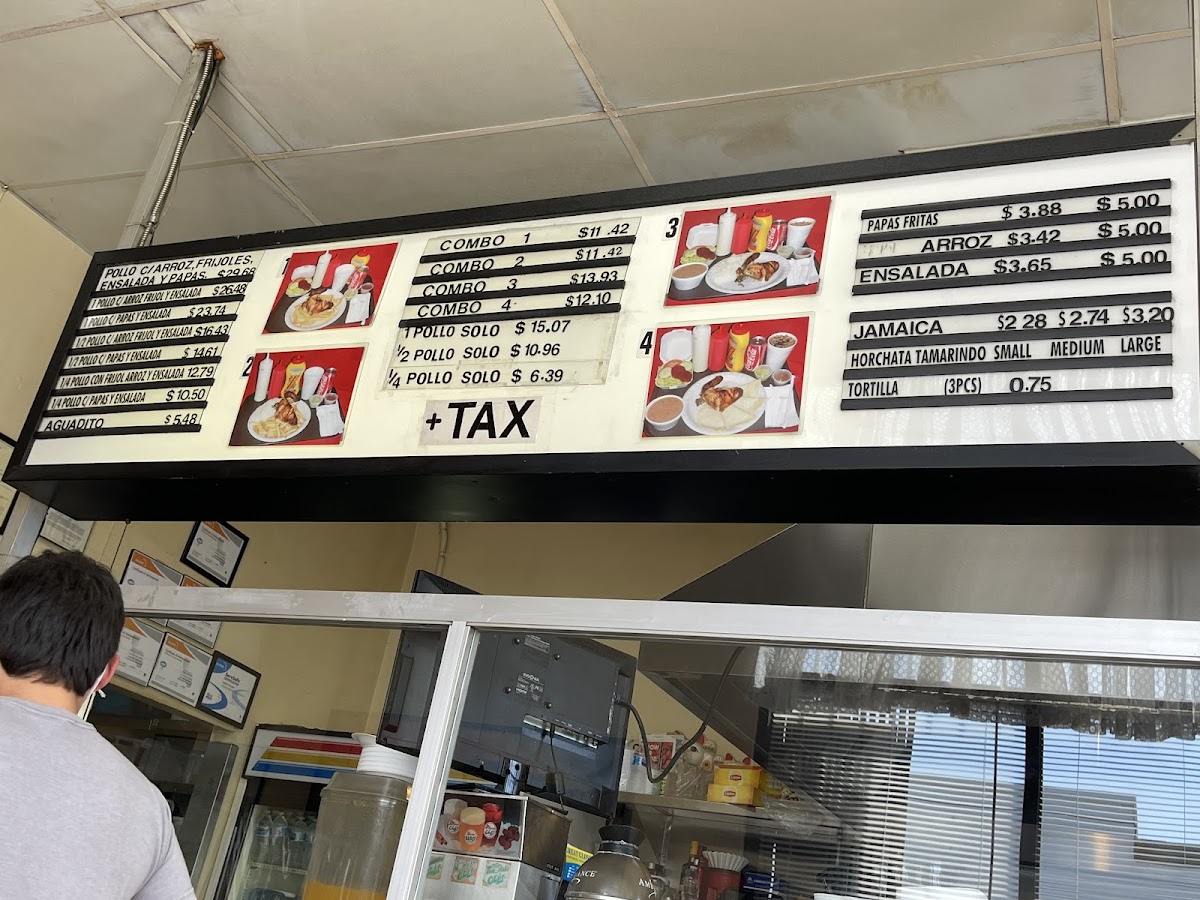 POLLO C/ARROZ,FRIJOLES,
ENSALADA Y PAPAS. $29.68
1 POLLO C/ ARROZ FRIJOL Y ENSALADA $26.48
1 POLLO C/ PAPAS Y ENSALADA $23.74
1/2 POLLO C/ ARROZ FRIJOL Y ENSALADA $16.43
1/2 POLLO C/ PAPAS Y ENSALADA $ 14.61
1/4 POLLO CON FRIJOL ARROZ Y ENSALADA 12.79
1/4 POLLO C/ PAPAS Y ENSALADA $ 10.50
AGUADITO $ 5.48
1
2
COMBO 1 $11.42
COMBO 2 $11.42
COMBO 3 $13.93
COMBO 4 $12.10
1 POLLO SOLO $ 15.07
1/2 POLLO SOLO $ 10.96
1/4 POLLO SOLO $ 6.39
+TAX
3
4
PAPAS FRITAS $3.88 $5.00
ARROZ $3.42 $5.00
ENSALADA $3.65 $5.00
JAMAICA $2 28 $2.74 $3.20
HORCHATA TAMARINDO SMALL MEDIUM LARGE
TORTILLA (3PCS) 0.75